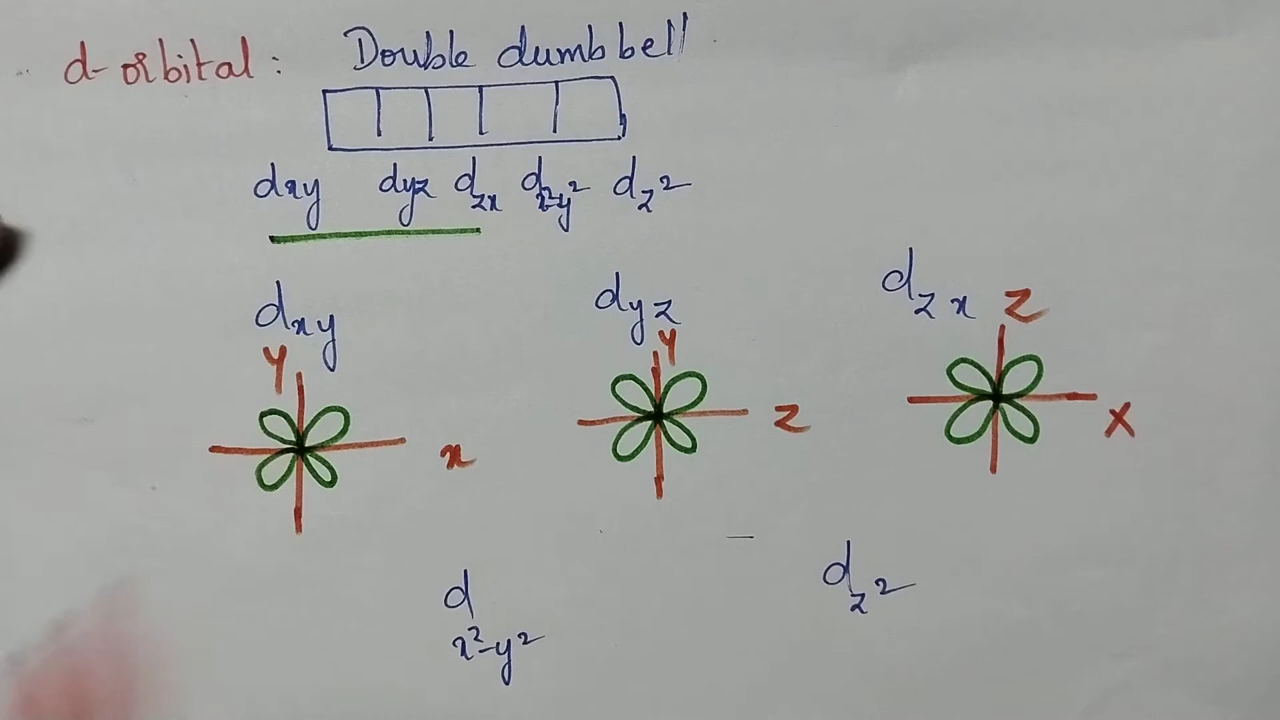 d-orbital: Double dumbbell
dxy dyz dzx dx²-y² dz²
dxy dyz dzx Z
Y Y
x Z X
d dz²
x²-y²